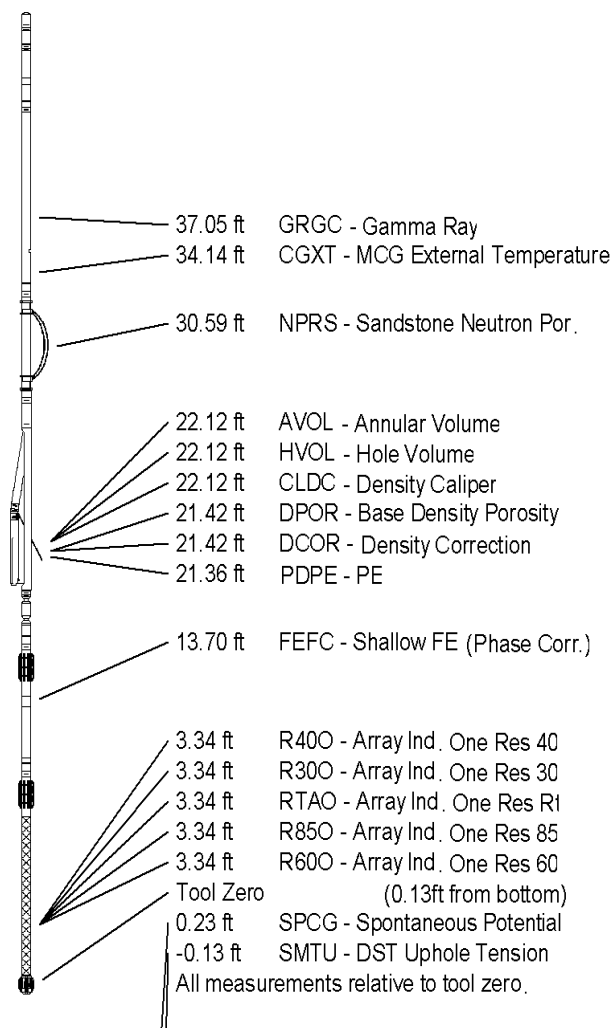 37.05 ft GRGC - Gamma Ray
34.14 ft CGXT - MCG External Temperature
30.59 ft NPRS - Sandstone Neutron Por.
22.12 ft AVOL - Annular Volume
22.12 ft HVOL - Hole Volume
22.12 ft CLDC - Density Caliper
21.42 ft DPOR - Base Density Porosity
21.42 ft DCOR - Density Correction
21.36 ft PDPE - PE
13.70 ft FEFC - Shallow FE (Phase Corr.)
3.34 ft R40O - Array Ind. One Res 40
3.34 ft R30O - Array Ind. One Res 30
3.34 ft RTAO - Array Ind. One Res Rt
3.34 ft R85O - Array Ind. One Res 85
3.34 ft R60O - Array Ind. One Res 60
Tool Zero (0.13ft from bottom)
0.23 ft SPCG - Spontaneous Potential
-0.13 ft SMTU - DST Uphole Tension
All measurements relative to tool zero.